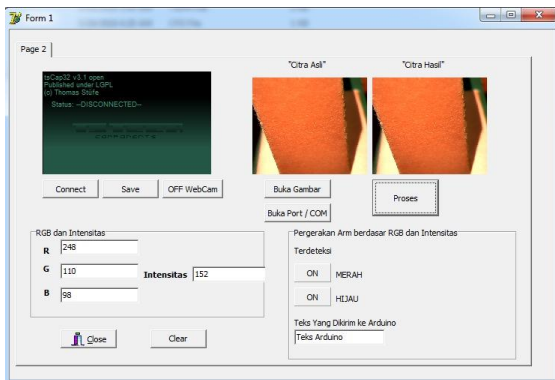 Form 1
Page 2
tsCap32 v3.1 open
Published under LGPL
(c) Thomas Stüfe
Status: --DISCONNECTED--
COMPONENTS
"Citra Asli"
"Citra Hasil"
Connect
Save
OFF WebCam
Buka Gambar
Buka Port / COM
Proses
RGB dan Intensitas
R 248
G 110
B 98
Intensitas 152
Close
Clear
Pergerakan Arm berdasar RGB dan Intensitas
Terdeteksi
ON MERAH
ON HIJAU
Teks Yang Dikirim ke Arduino
Teks Arduino